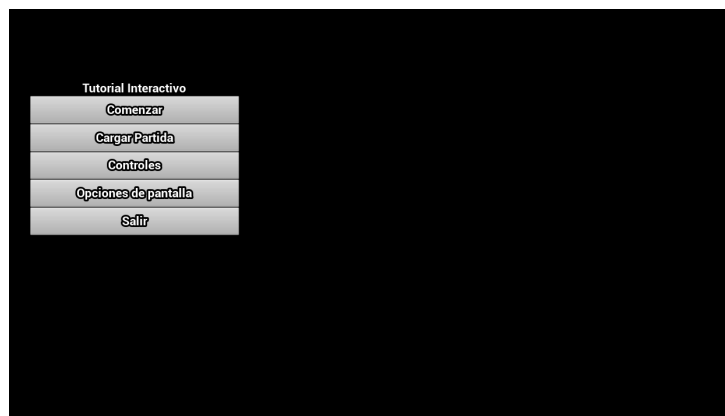 Tutorial Interactivo
Comenzar
Cargar Partida
Controles
Opciones de pantalla
Salir